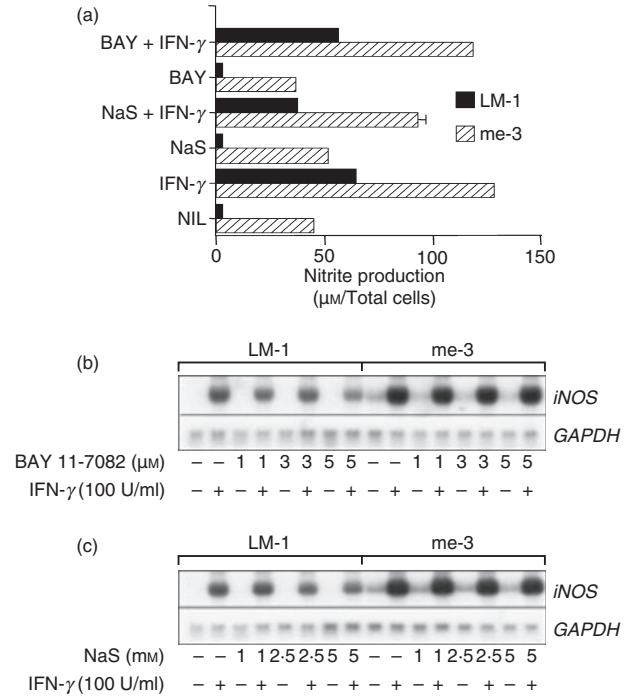 (a)
BAY + IFN-γ
BAY
NaS + IFN-γ
NaS
IFN-γ
NIL
LM-1
me-3
0 50 100 150
Nitrite production
(μM/Total cells)
(b)
LM-1 me-3
iNOS
GAPDH
BAY 11-7082 (μM) – – 1 1 3 3 5 5 – – 1 1 3 3 5 5
IFN-γ (100 U/ml) – + – + – + – + – + – + – + – +
(c)
LM-1 me-3
iNOS
GAPDH
NaS (mM) – – 1 1 2·5 2·5 5 5 – – 1 1 2·5 2·5 5 5
IFN-γ (100 U/ml) – + – + – + – + – + – + – + – +